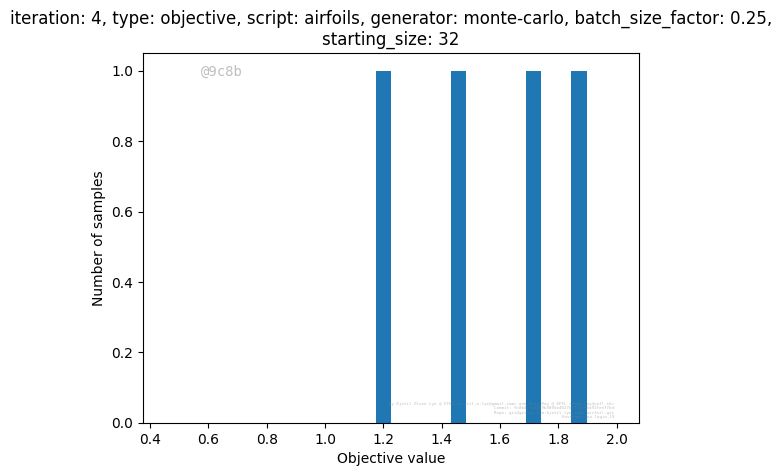 iteration: 4, type: objective, script: airfoils, generator: monte-carlo, batch_size_factor: 0.25,
starting_size: 32
@9c8b
1.0
0.8
0.6
0.4
0.2
0.0
Number of samples
0.4 0.6 0.8 1.0 1.2 1.4 1.6 1.8 2.0
Objective value